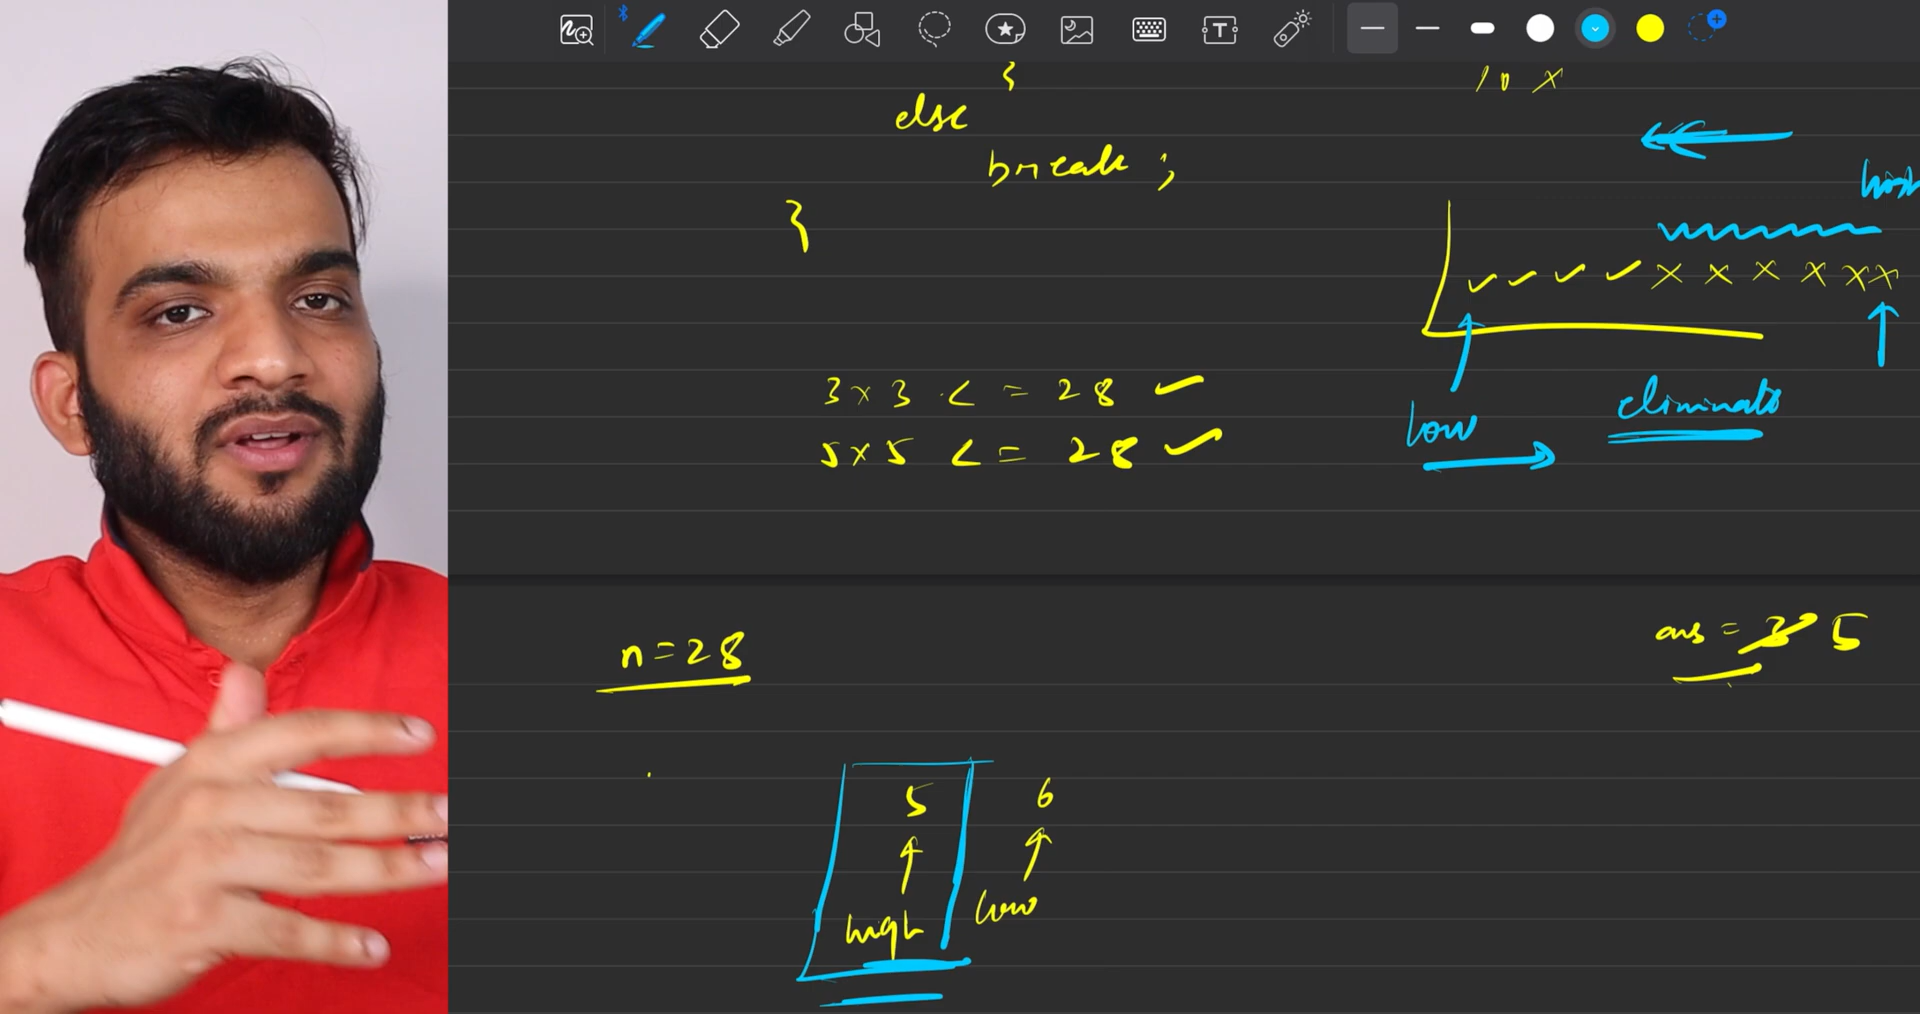 }
else
break ;
}
10 X
3 x 3 < = 28 ✓
5 x 5 < = 28 ✓
✓ ✓ ✓ ✓ x x x x x x
low
eliminate
n = 28
ans = 3 5
5 6
high low